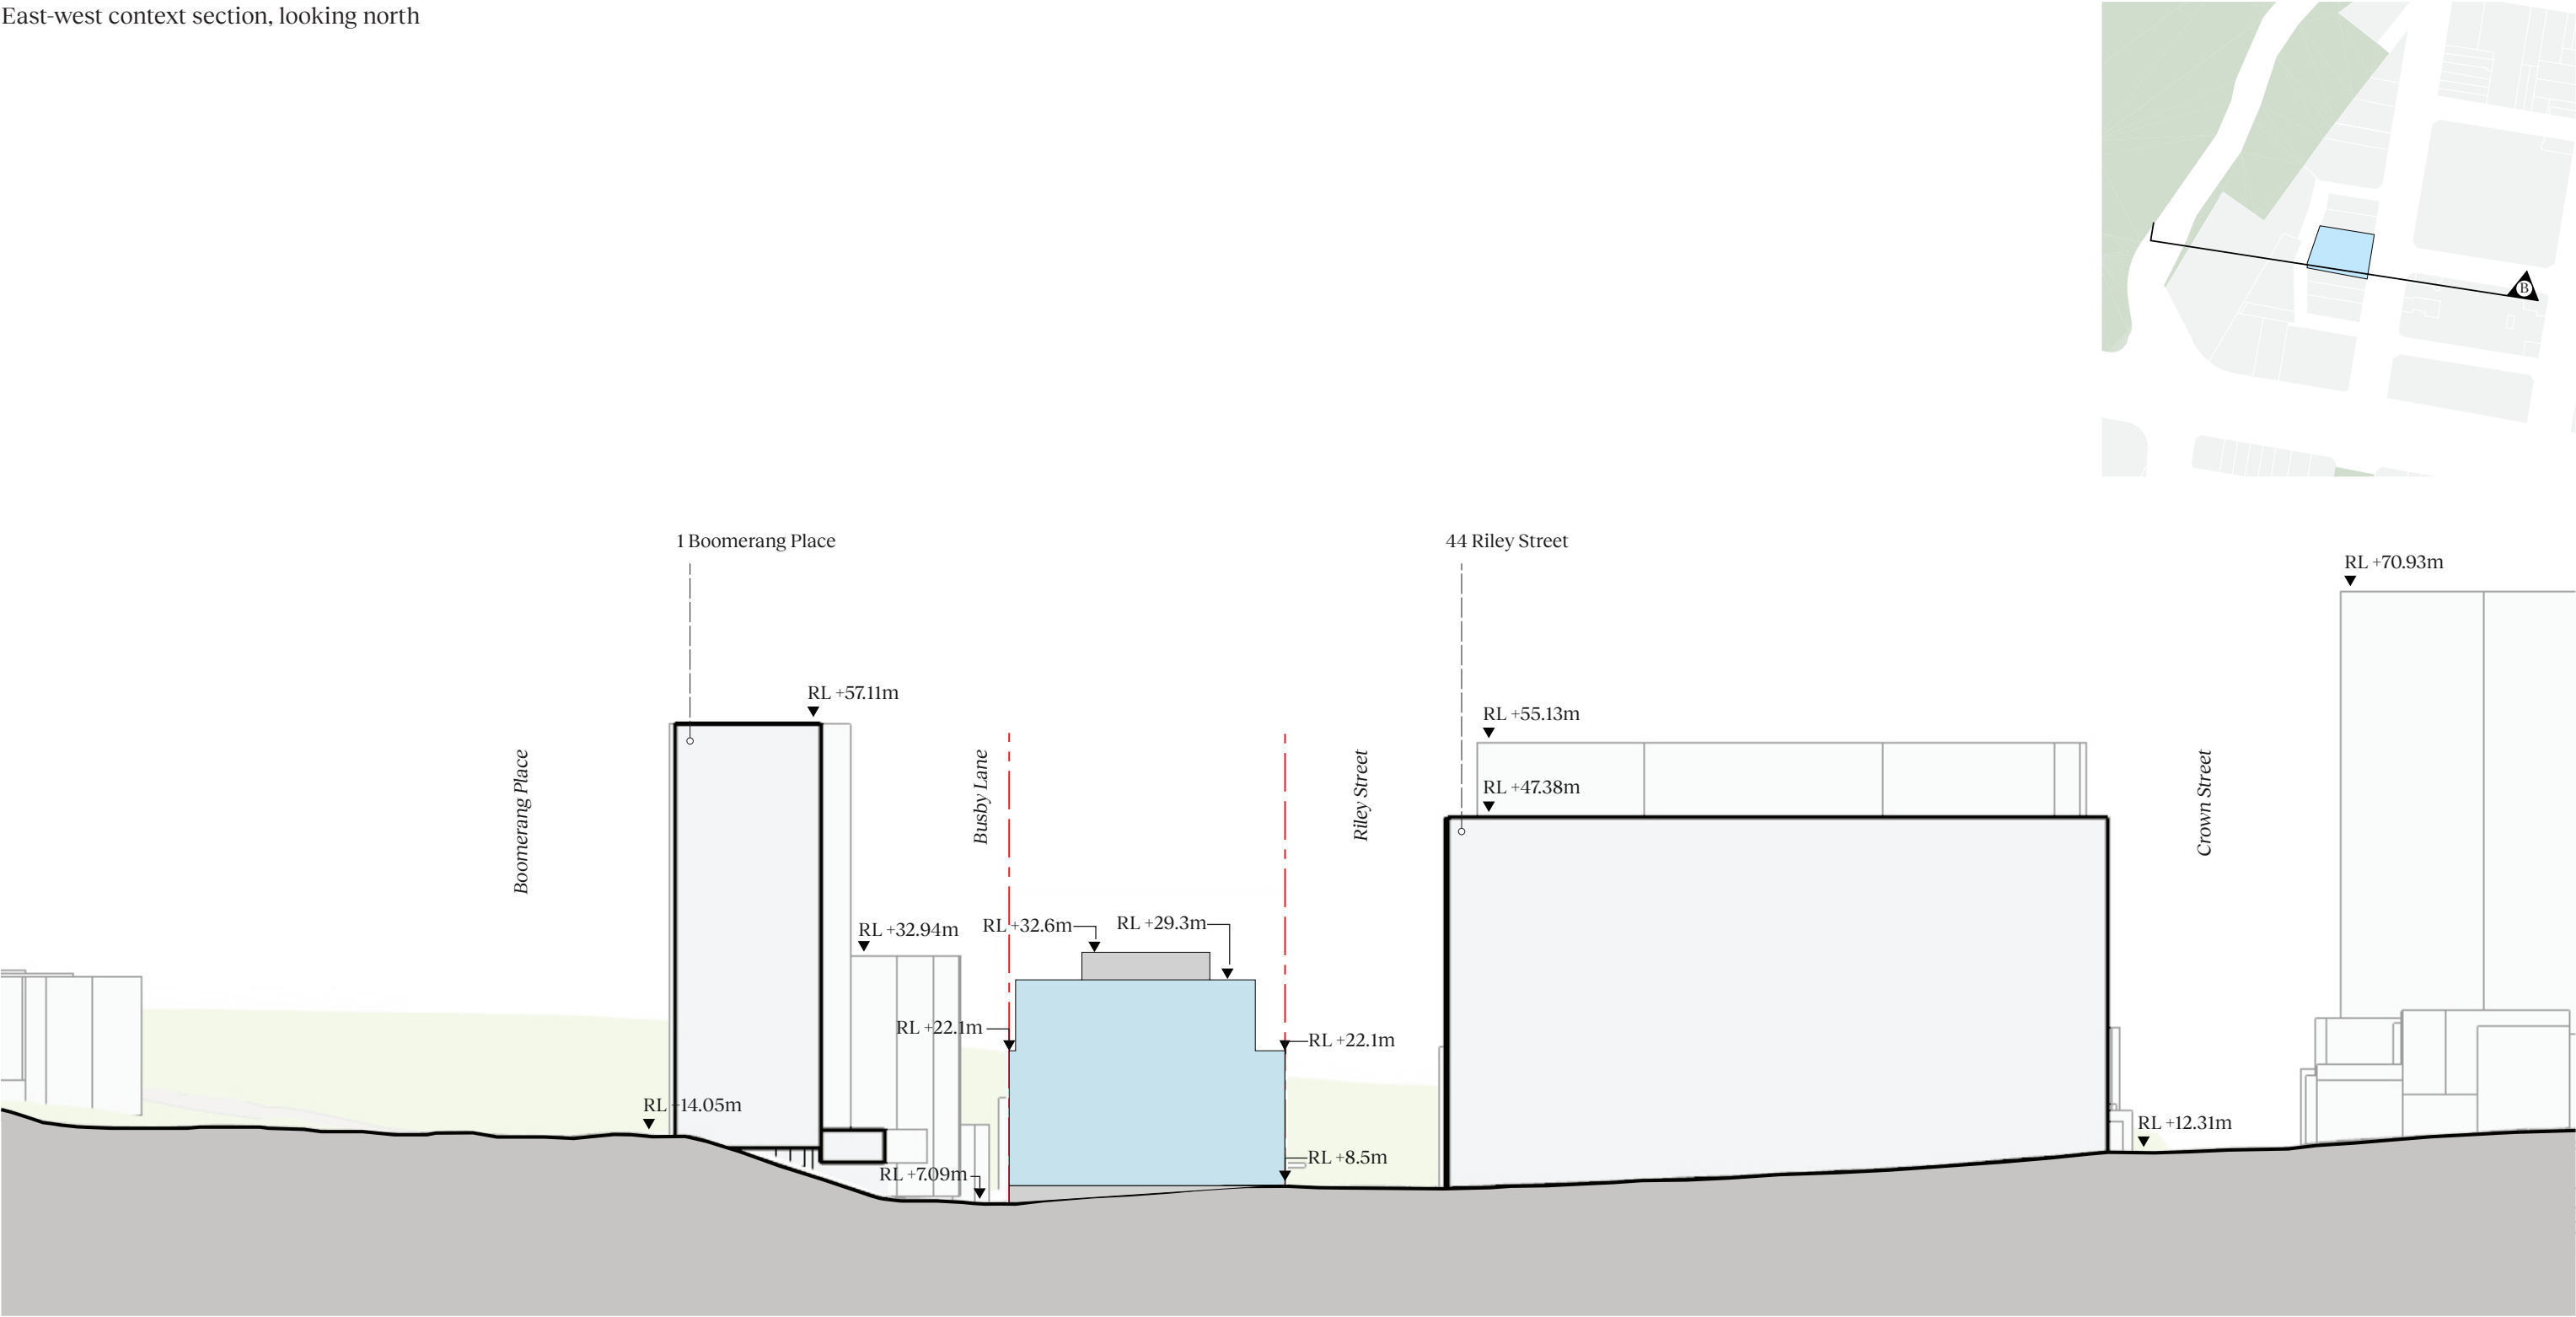 East-west context section, looking north
B
1 Boomerang Place
44 Riley Street
RL +70.93m
RL +57.11m
RL +55.13m
Boomerang Place
Busby Lane
Riley Street
Crown Street
RL +47.38m
RL +32.94m
RL +32.6m
RL +29.3m
RL +22.1m
RL +22.1m
RL +14.05m
RL +12.31m
RL +7.09m
RL +8.5m